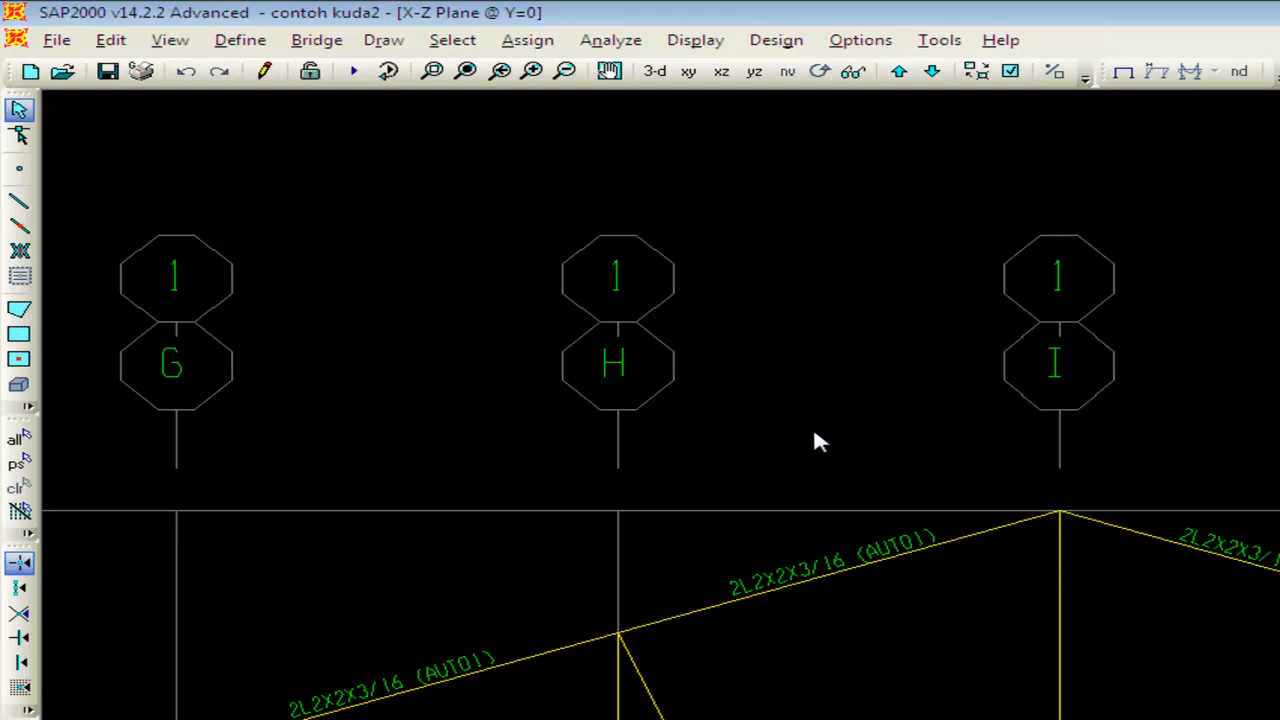 SAP2000 v14.2.2 Advanced - contoh kuda2 - [X-Z Plane @ Y=0]
File Edit View Define Bridge Draw Select Assign Analyze Display Design Options Tools Help
3-d xy xz yz nv nd
all
ps
clr
1 1 1
G H I
2L2X2X3/16 (AUTO1)
2L2X2X3/1
2L2X2X3/16 (AUTO1)